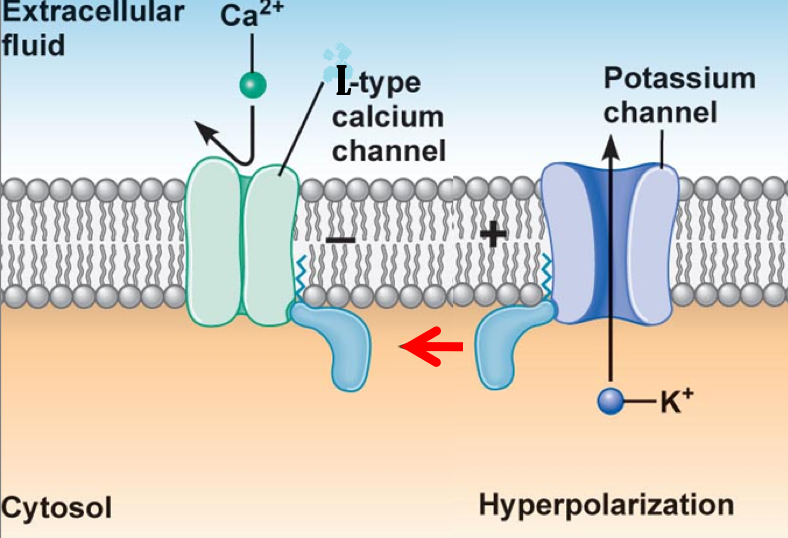 Extracellular
fluid
Ca²⁺
L-type
calcium
channel
Potassium
channel
−
+
K⁺
Cytosol
Hyperpolarization